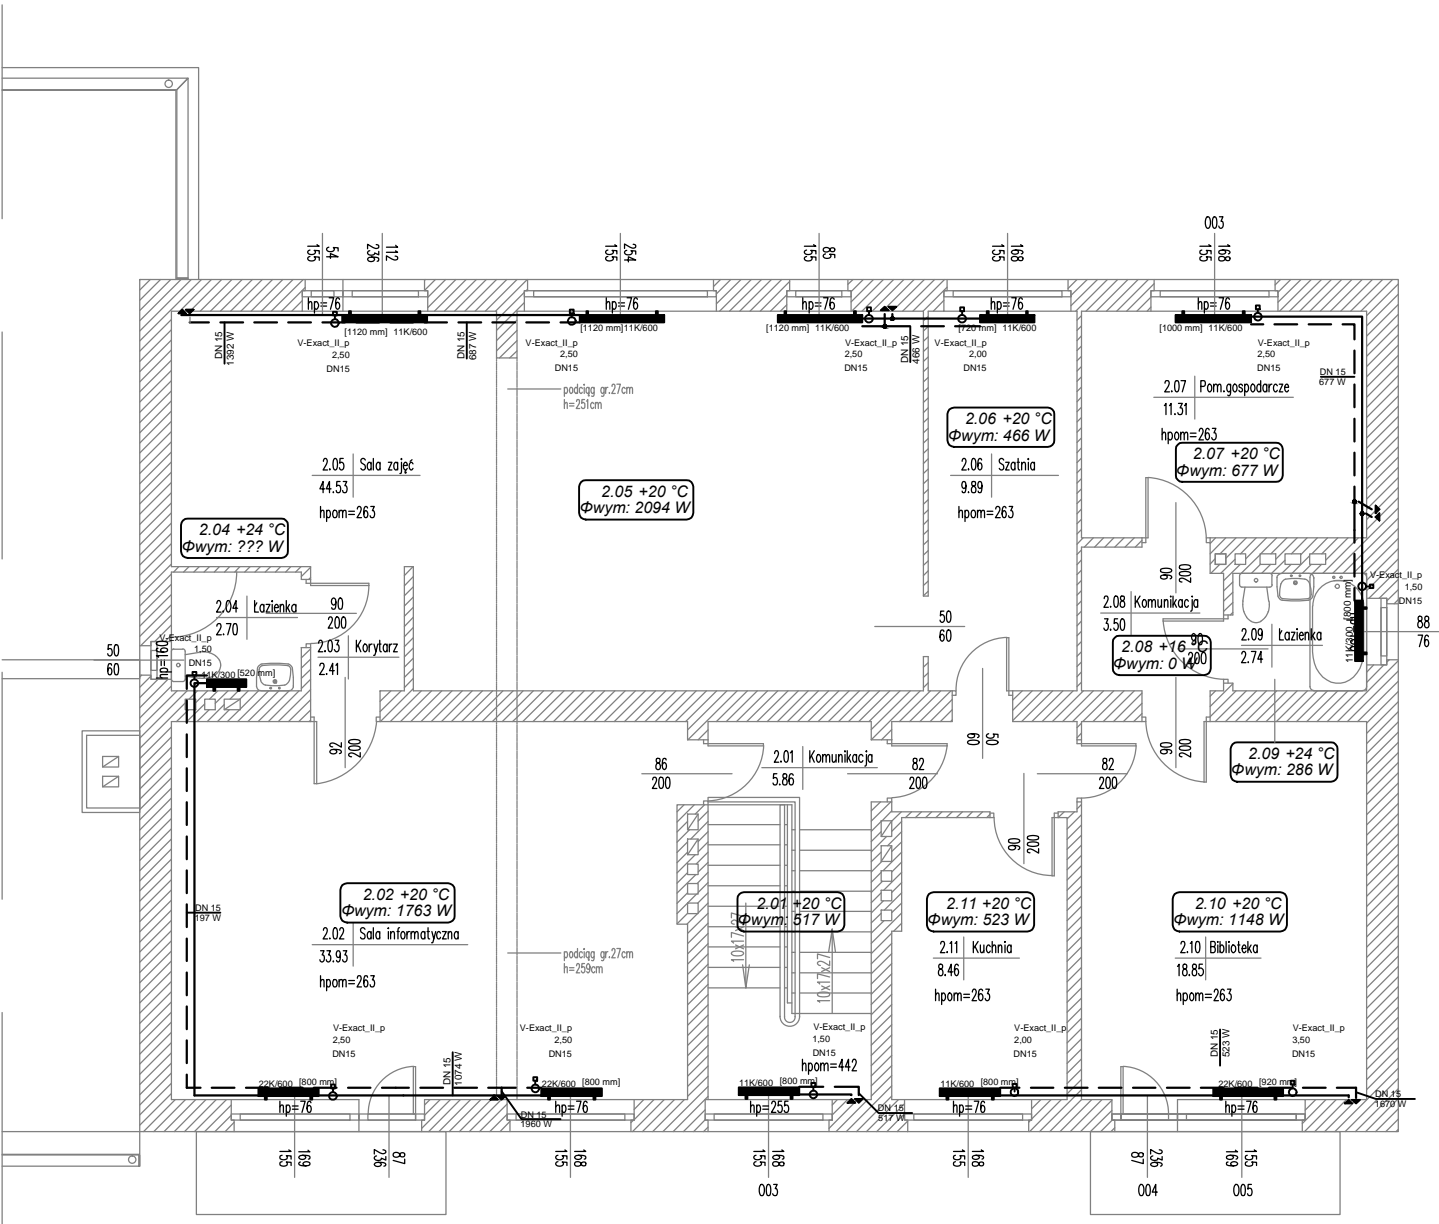 003
155
54
236
112
155
254
155
85
155
168
155
168
hp=76
hp=76
hp=76
hp=76
hp=76
[1120 mm] 11K/600
[1120 mm] 11K/600
[1120 mm] 11K/600
[720 mm] 11K/600
[1000 mm] 11K/600
DN 15
1392 W
V-Exact_II_p
2,50
DN15
DN 15
687 W
V-Exact_II_p
2,50
DN15
V-Exact_II_p
2,50
DN15
DN 15
466 W
V-Exact_II_p
2,00
DN15
V-Exact_II_p
2,50
DN15
DN 15
677 W
podciąg gr.27cm
h=251cm
2.07 Pom.gospodarcze
11.31
hpom=263
2.06 +20 °C
Φwym: 466 W
2.07 +20 °C
Φwym: 677 W
2.05 Sala zajęć
44.53
hpom=263
2.06 Szatnia
9.89
hpom=263
2.05 +20 °C
Φwym: 2094 W
2.04 +24 °C
Φwym: ??? W
90
200
V-Exact_II_p
1,50
DN15
11K/300 [800 mm]
2.04 Łazienka
2.70
90
200
2.08 Komunikacja
3.50
50
60
88
76
V-Exact_II_p
1,50
DN15
2.03 Korytarz
2.41
2.09 Łazienka
2.74
90
200
2.08 +16 °C
Φwym: 0 W
50
60
hp=160
11K/300 [520 mm]
92
200
60
50
90
200
2.09 +24 °C
Φwym: 286 W
86
200
2.01 Komunikacja
5.86
82
200
82
200
90
200
2.02 +20 °C
Φwym: 1763 W
2.01 +20 °C
Φwym: 517 W
2.11 +20 °C
Φwym: 523 W
2.10 +20 °C
Φwym: 1148 W
DN 15
197 W
2.02 Sala informatyczna
33.93
hpom=263
podciąg gr.27cm
h=259cm
10x17x27
10x17x27
2.11 Kuchnia
8.46
hpom=263
2.10 Biblioteka
18.85
hpom=263
V-Exact_II_p
2,50
DN15
V-Exact_II_p
2,50
DN15
V-Exact_II_p
1,50
DN15
hpom=442
V-Exact_II_p
2,00
DN15
V-Exact_II_p
3,50
DN15
DN 15
1074 W
DN 15
523 W
22K/600 [800 mm]
22K/600 [800 mm]
11K/600 [800 mm]
11K/600 [800 mm]
22K/600 [920 mm]
hp=76
hp=76
hp=255
hp=76
hp=76
DN 15
1960 W
DN 15
517 W
DN 15
1670 W
155
169
236
87
155
168
155
168
155
168
87
236
169
155
003
004
005